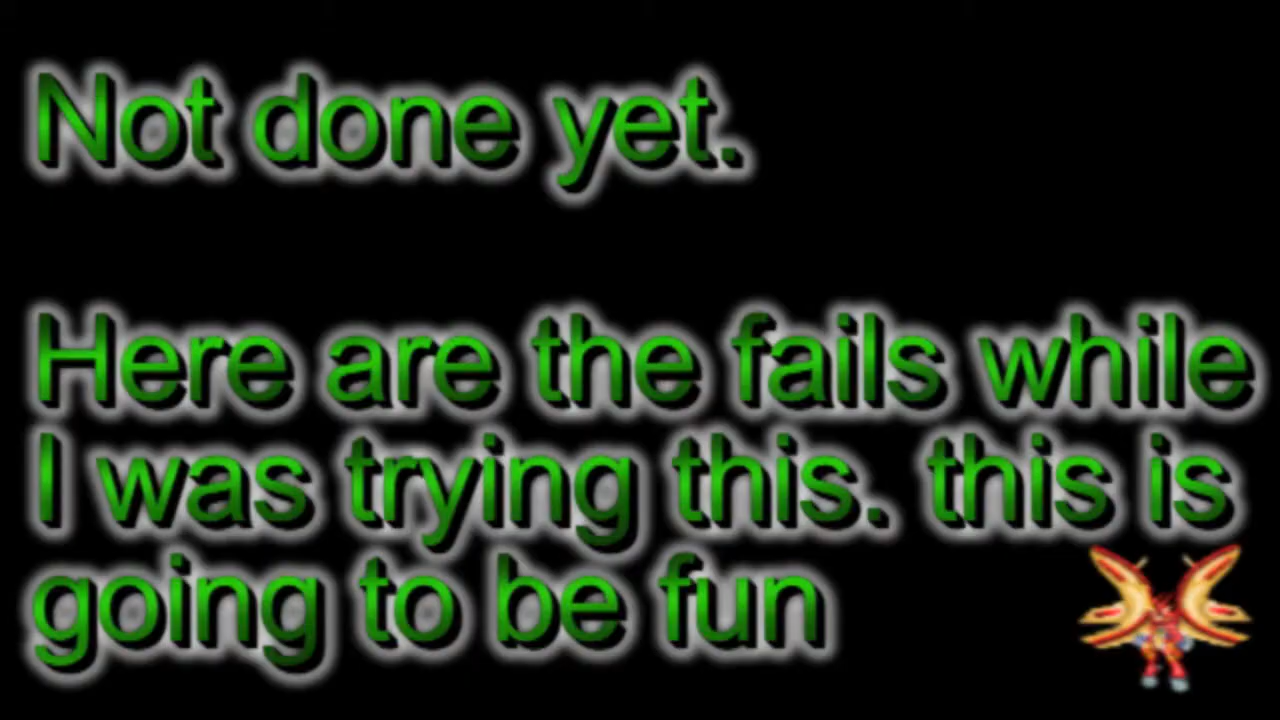 Not done yet.
Here are the fails while
I was trying this. this is
going to be fun